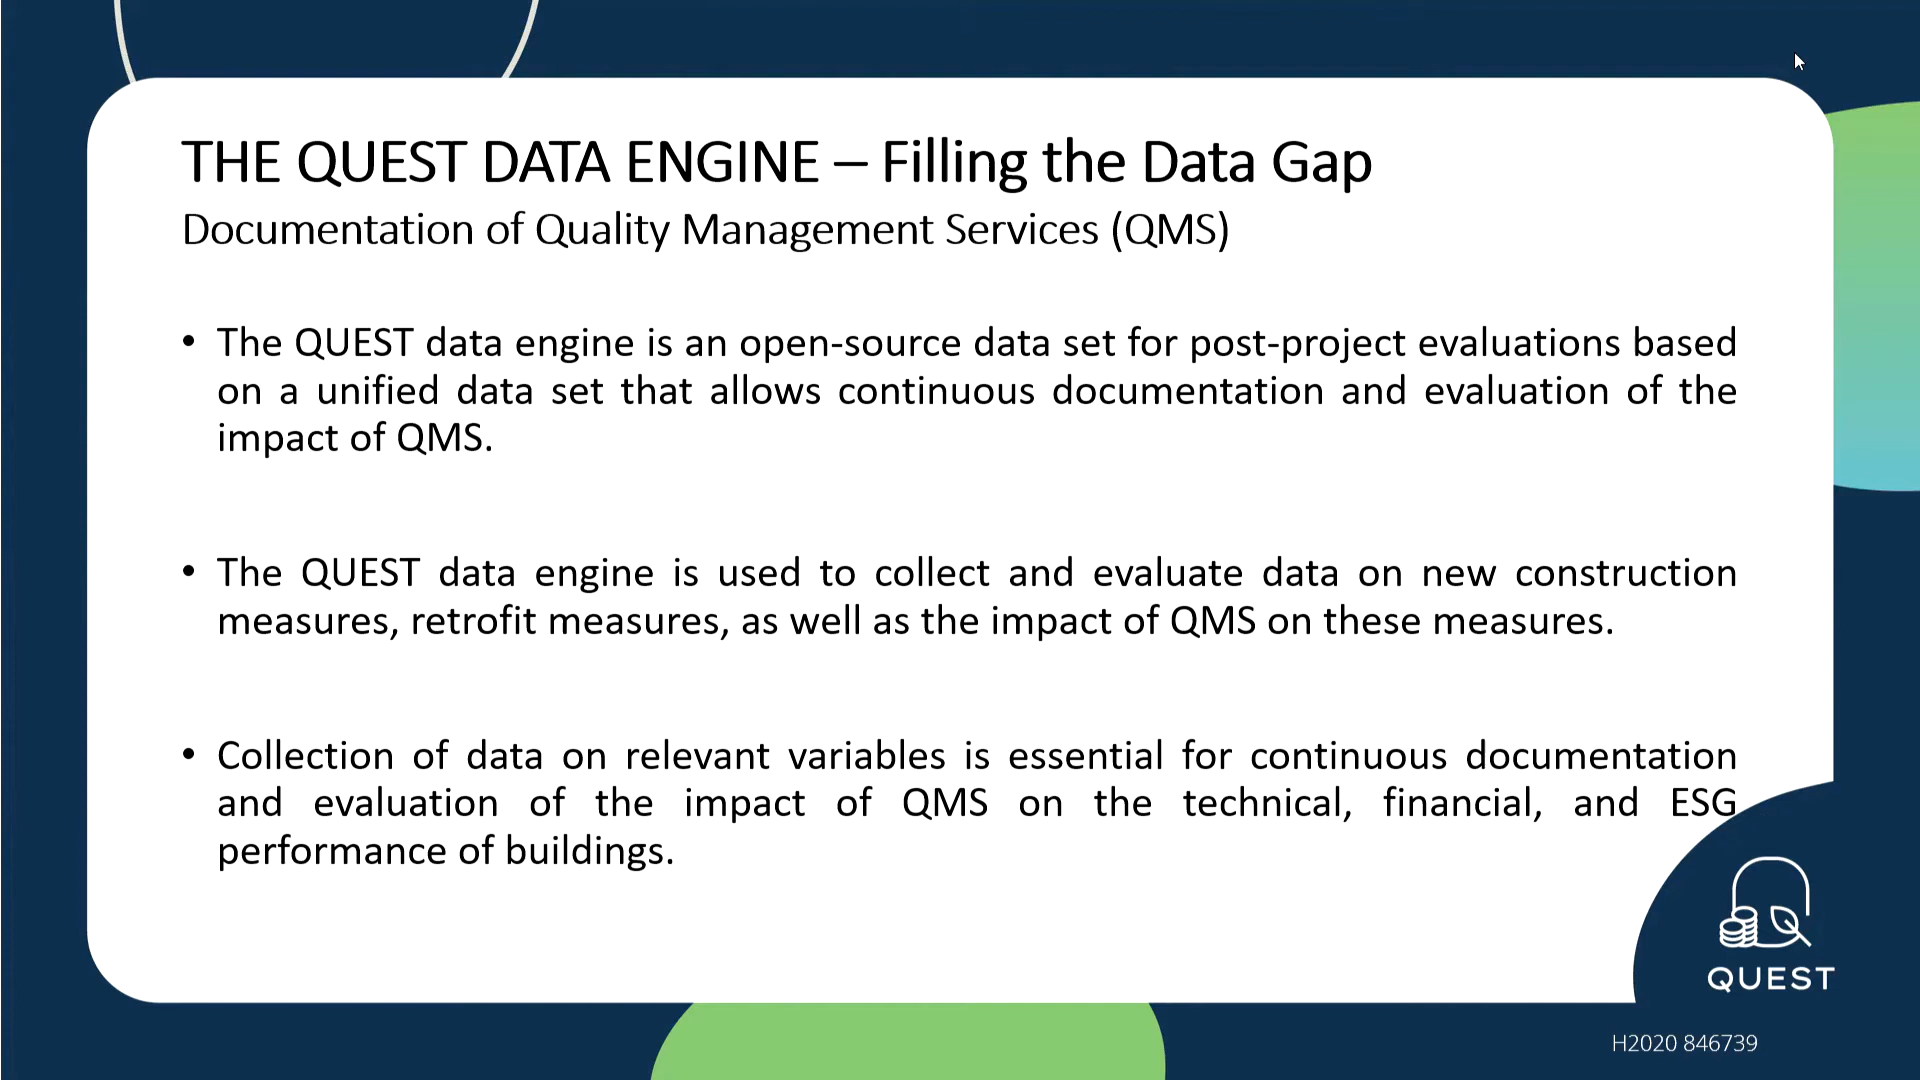 THE QUEST DATA ENGINE – Filling the Data Gap
Documentation of Quality Management Services (QMS)
• The QUEST data engine is an open-source data set for post-project evaluations based
on a unified data set that allows continuous documentation and evaluation of the
impact of QMS.
• The QUEST data engine is used to collect and evaluate data on new construction
measures, retrofit measures, as well as the impact of QMS on these measures.
• Collection of data on relevant variables is essential for continuous documentation
and evaluation of the impact of QMS on the technical, financial, and ESG
performance of buildings.
QUEST
H2020 846739